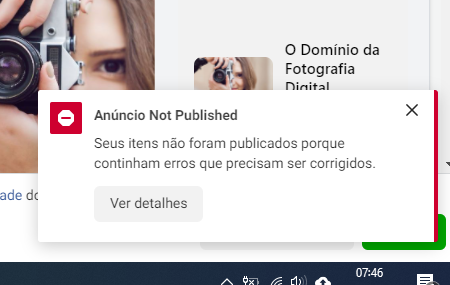 O Domínio da
Fotografia
Digital
Anúncio Not Published
Seus itens não foram publicados porque
continham erros que precisam ser corrigidos.
Ver detalhes
ade do
07:46